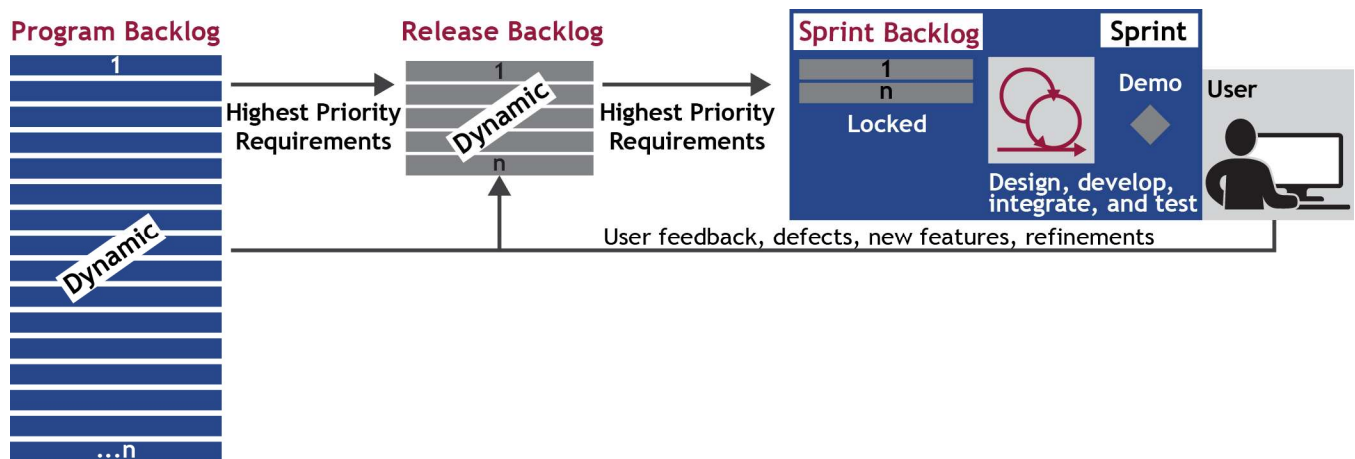 Program Backlog
1
Dynamic
...n
Highest Priority
Requirements
Release Backlog
1
Dynamic
n
Highest Priority
Requirements
Sprint Backlog
1
n
Locked
Design, develop,
integrate, and test
Sprint
Demo
User
User feedback, defects, new features, refinements